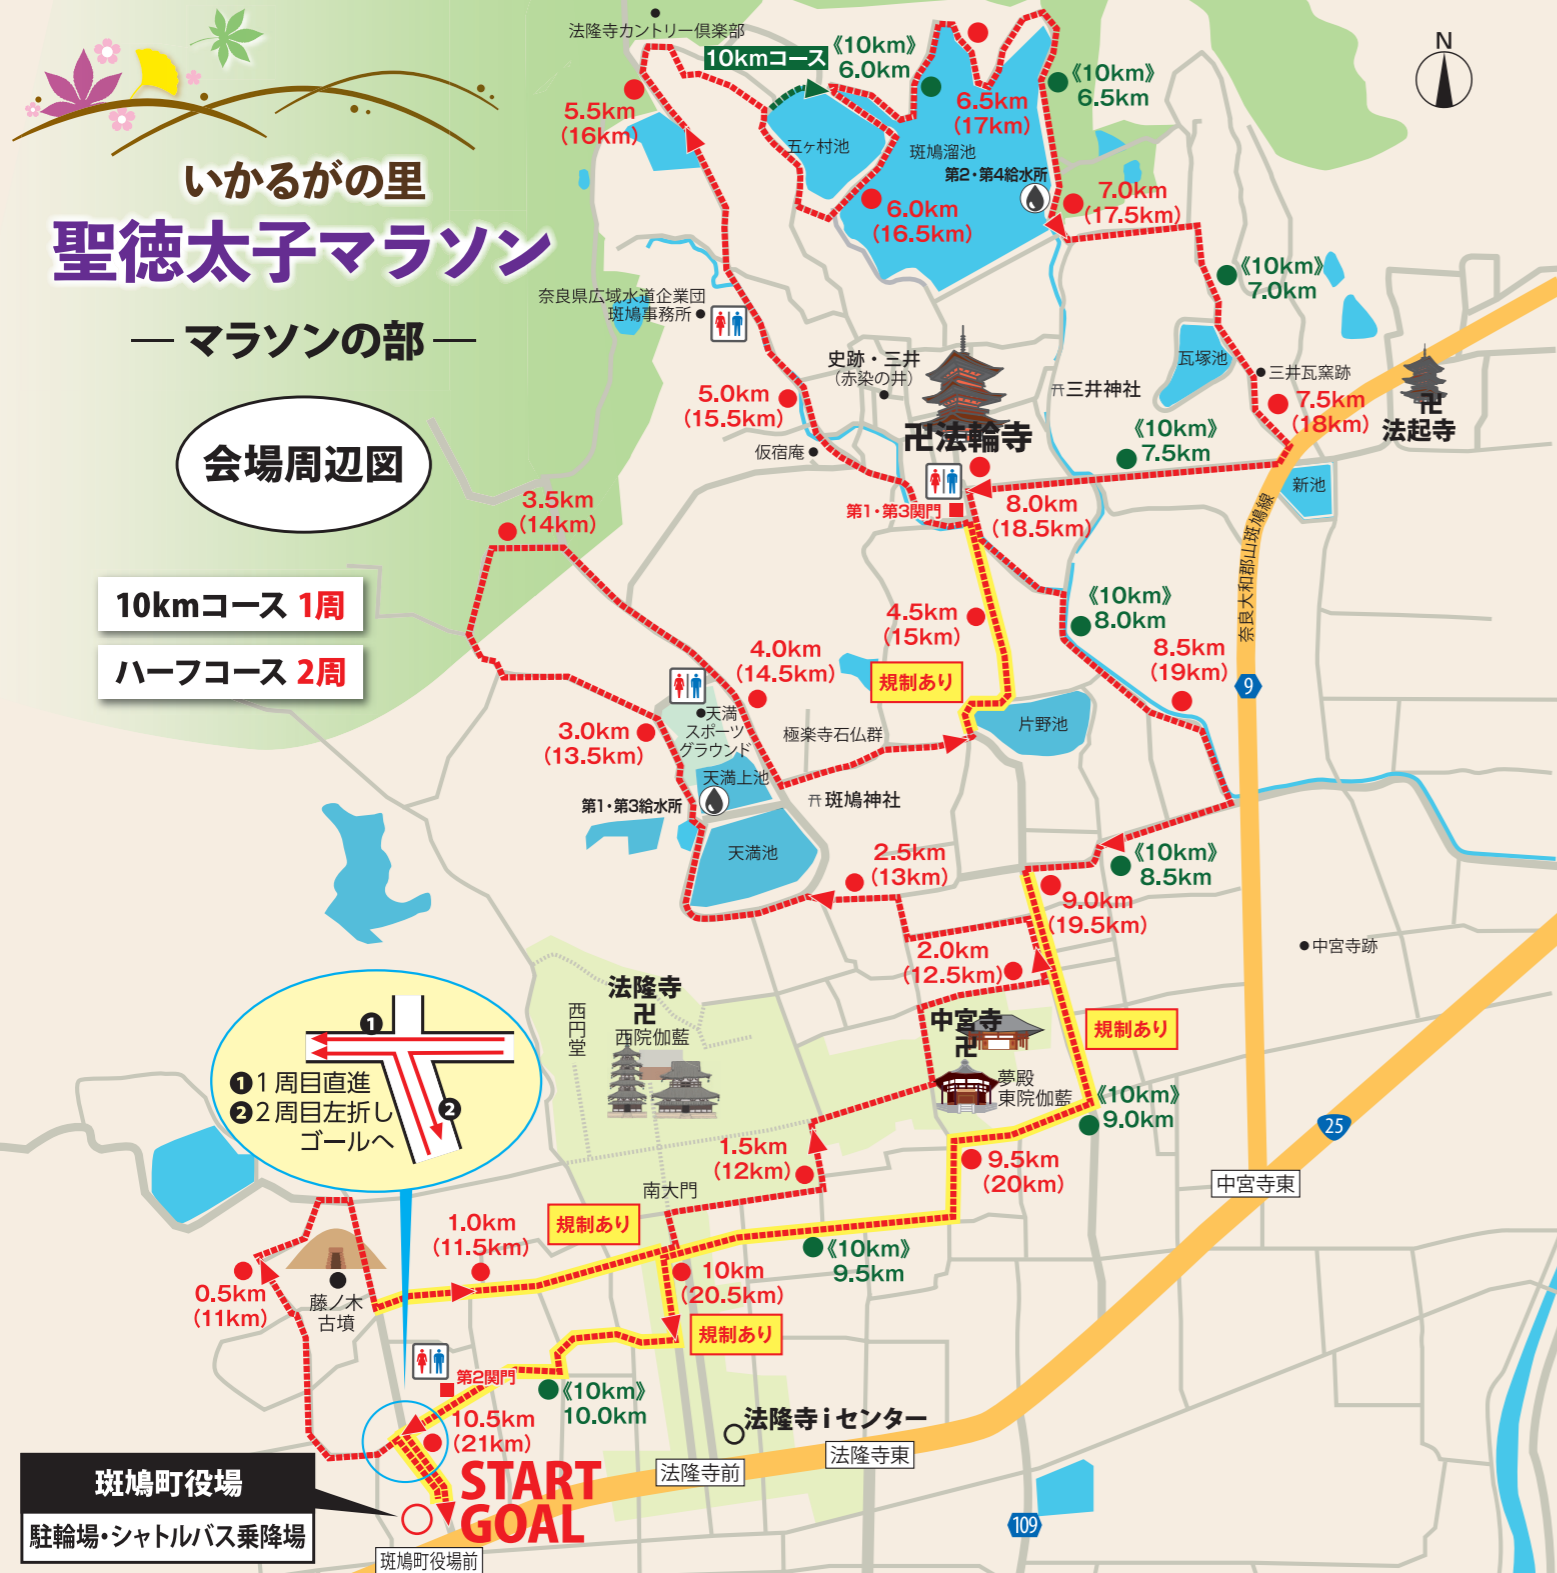 いかるがの里
聖徳太子マラソン
マラソンの部
会場周辺図
10kmコース 1周
ハーフコース 2周
N
法隆寺カントリー倶楽部
10kmコース
《10km》
6.0km
5.5km
(16km)
五ヶ村池
斑鳩溜池
6.5km
(17km)
《10km》
6.5km
第2・第4給水所
6.0km
(16.5km)
7.0km
(17.5km)
《10km》
7.0km
奈良県広域水道企業団
斑鳩事務所
史跡・三井
(赤染の井)
5.0km
(15.5km)
仮宿庵
卍法輪寺
三井神社
瓦塚池
三井瓦窯跡
7.5km
(18km)
卍
法起寺
《10km》
7.5km
新池
第1・第3関門
8.0km
(18.5km)
奈良大和郡山斑鳩線
9
3.5km
(14km)
4.5km
(15km)
規制あり
《10km》
8.0km
8.5km
(19km)
4.0km
(14.5km)
3.0km
(13.5km)
天満
スポーツ
グラウンド
極楽寺石仏群
片野池
天満上池
第1・第3給水所
斑鳩神社
天満池
2.5km
(13km)
《10km》
8.5km
9.0km
(19.5km)
2.0km
(12.5km)
中宮寺跡
法隆寺
卍
西円堂
西院伽藍
中宮寺
卍
夢殿
東院伽藍
規制あり
《10km》
9.0km
❶
❷
❶1周目直進
❷2周目左折し
ゴールへ
1.5km
(12km)
9.5km
(20km)
25
中宮寺東
南大門
規制あり
1.0km
(11.5km)
《10km》
9.5km
0.5km
(11km)
藤ノ木
古墳
10km
(20.5km)
規制あり
第2関門
《10km》
10.0km
10.5km
(21km)
法隆寺iセンター
法隆寺東
法隆寺前
START
GOAL
斑鳩町役場
駐輪場・シャトルバス乗降場
斑鳩町役場前
109